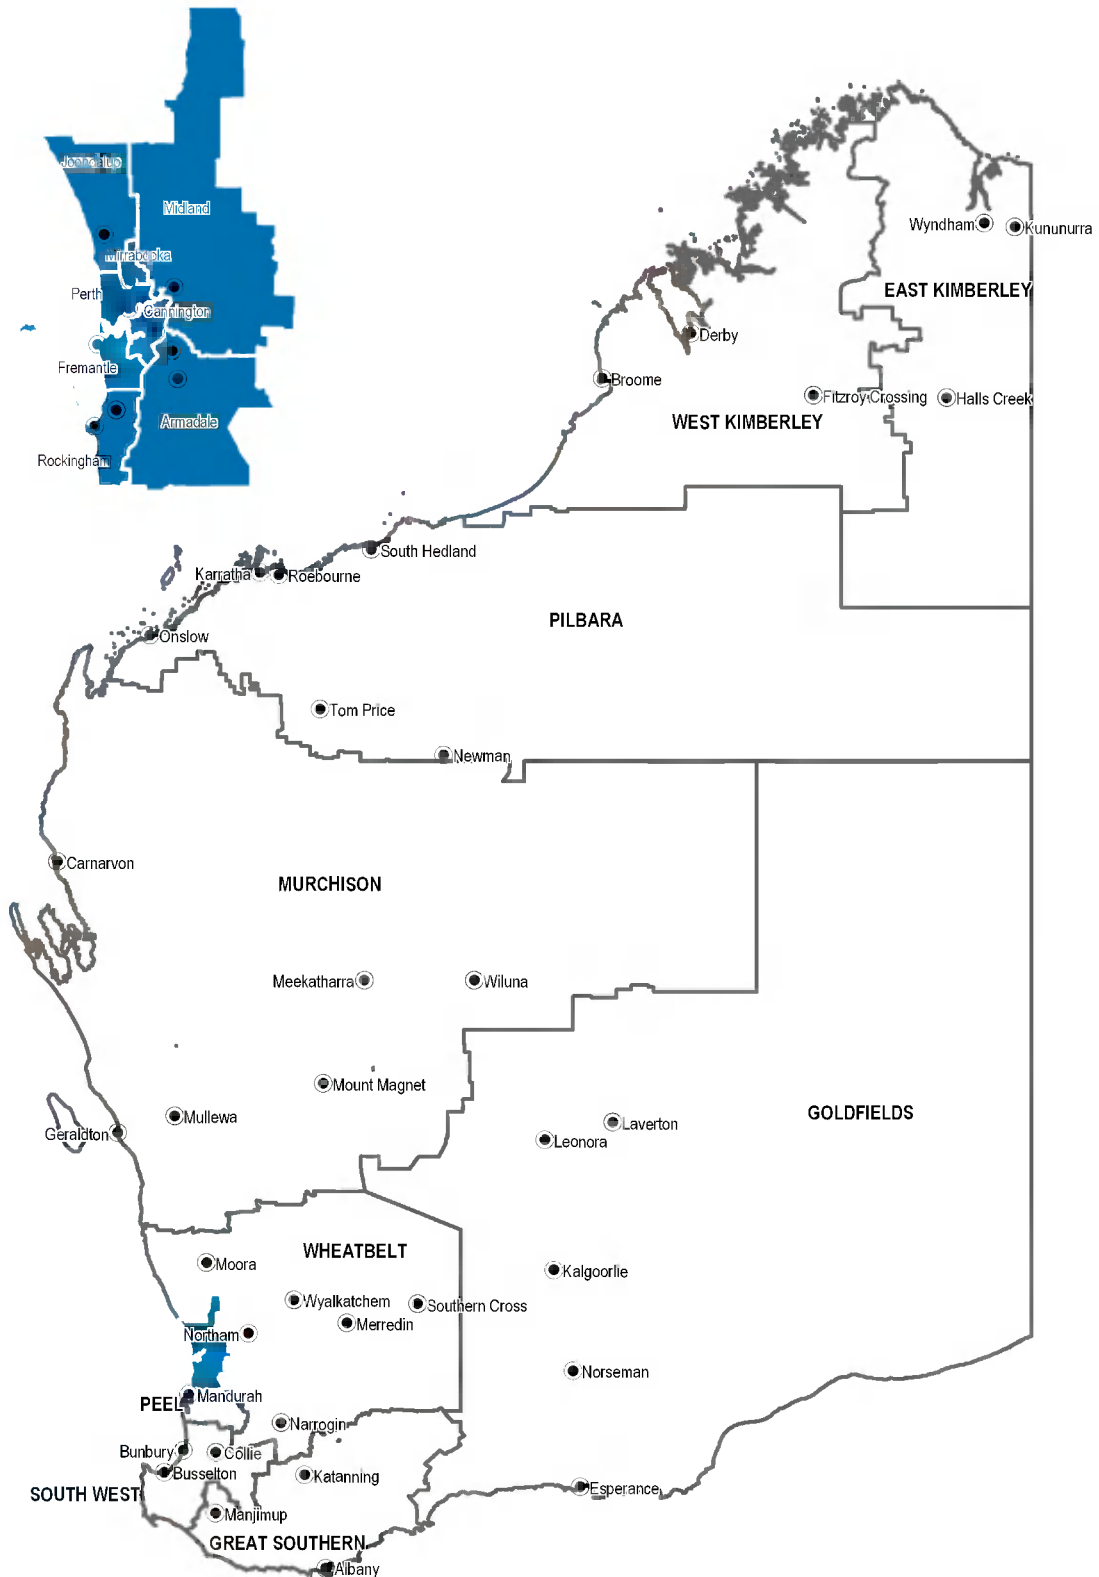 Joondalup
Midland
Mirrabooka
Perth
Cannington
Fremantle
Armadale
Rockingham
Wyndham
Kununurra
EAST KIMBERLEY
Derby
Broome
Fitzroy Crossing
Halls Creek
WEST KIMBERLEY
South Hedland
Karratha
Roebourne
PILBARA
Onslow
Tom Price
Newman
Carnarvon
MURCHISON
Meekatharra
Wiluna
Mount Magnet
Mullewa
Geraldton
GOLDFIELDS
Laverton
Leonora
WHEATBELT
Moora
Kalgoorlie
Wyalkatchem
Southern Cross
Merredin
Northam
Norseman
Mandurah
PEEL
Narrogin
Bunbury
Collie
Busselton
Katanning
SOUTH WEST
Esperance
Manjimup
GREAT SOUTHERN
Albany